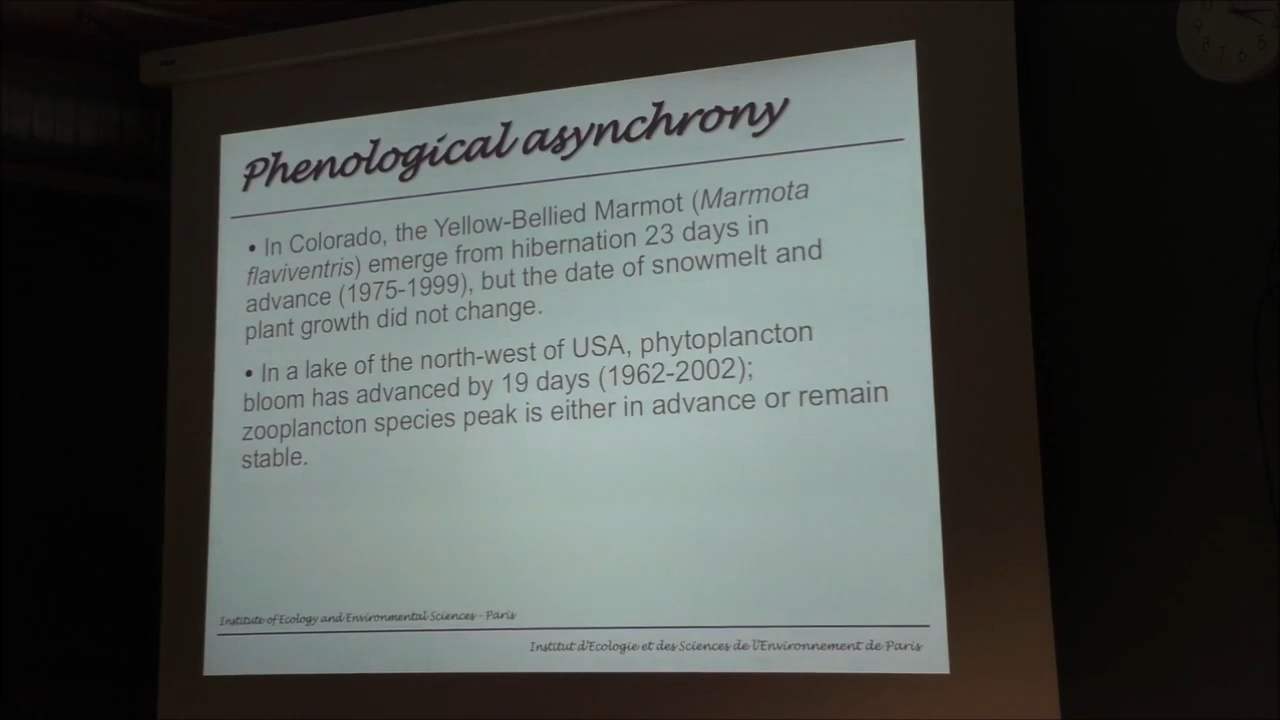 Phenological asynchrony
• In Colorado, the Yellow-Bellied Marmot (Marmota
flaviventris) emerge from hibernation 23 days in
advance (1975-1999), but the date of snowmelt and
plant growth did not change.
• In a lake of the north-west of USA, phytoplancton
bloom has advanced by 19 days (1962-2002);
zooplancton species peak is either in advance or remain
stable.
Institute of Ecology and Environmental Sciences - Paris
Institut d'Ecologie et des Sciences de l'Environnement de Paris